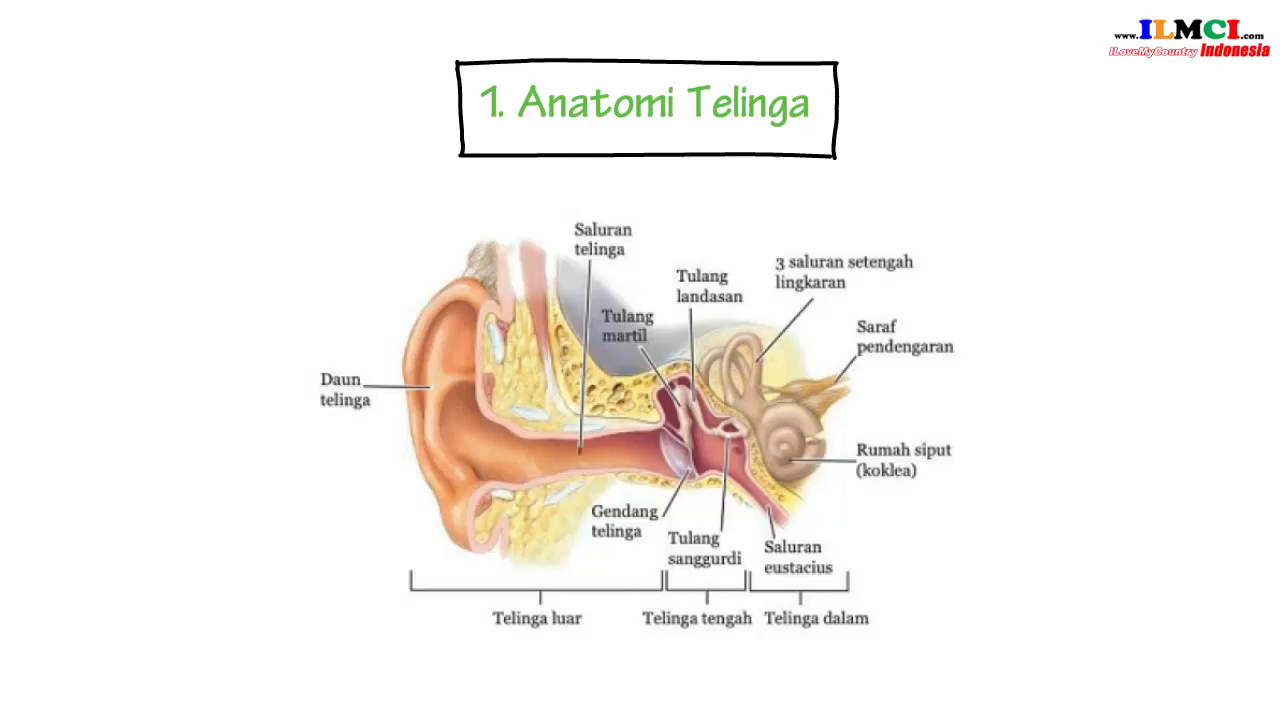 www.ILMCI.com
ILoveMyCountry Indonesia
1. Anatomi Telinga
Saluran
telinga
Tulang
landasan
3 saluran setengah
lingkaran
Tulang
martil
Saraf
pendengaran
Daun
telinga
Rumah siput
(koklea)
Gendang
telinga
Tulang
sanggurdi
Saluran
eustacius
Telinga luar
Telinga tengah
Telinga dalam